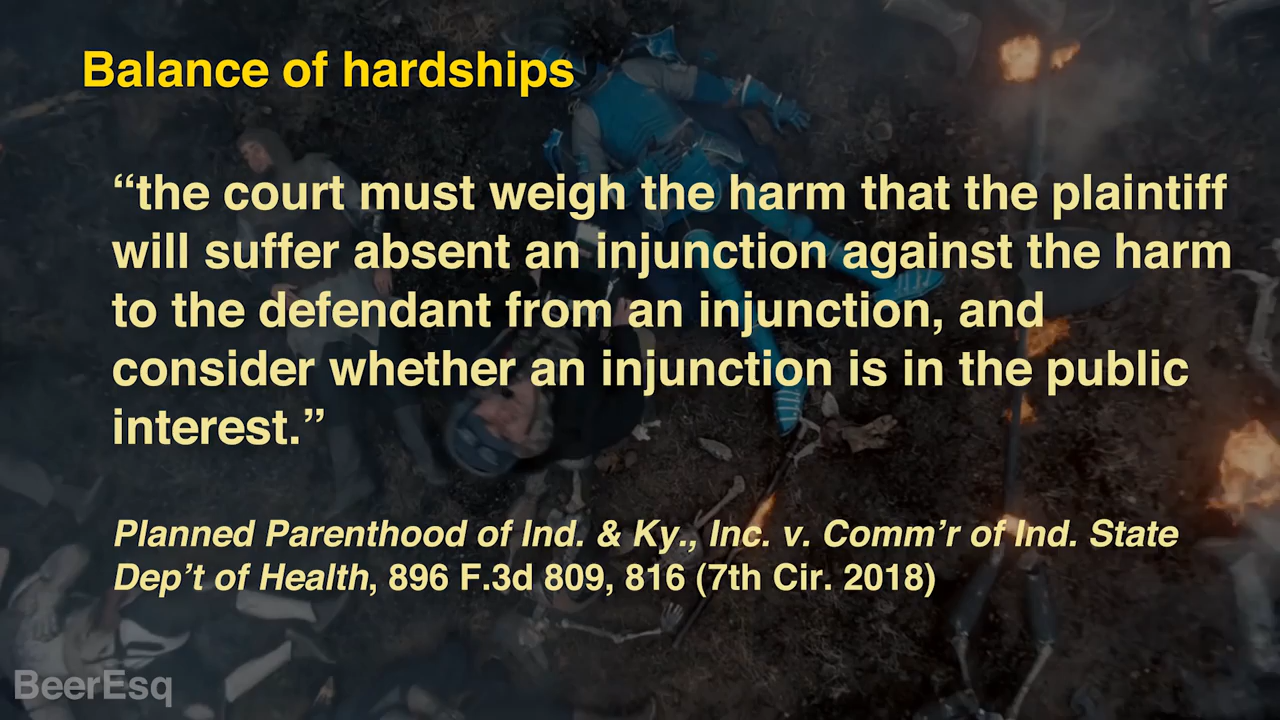 Balance of hardships
“the court must weigh the harm that the plaintiff
will suffer absent an injunction against the harm
to the defendant from an injunction, and
consider whether an injunction is in the public
interest.”
Planned Parenthood of Ind. & Ky., Inc. v. Comm’r of Ind. State
Dep’t of Health, 896 F.3d 809, 816 (7th Cir. 2018)
BeerEsq